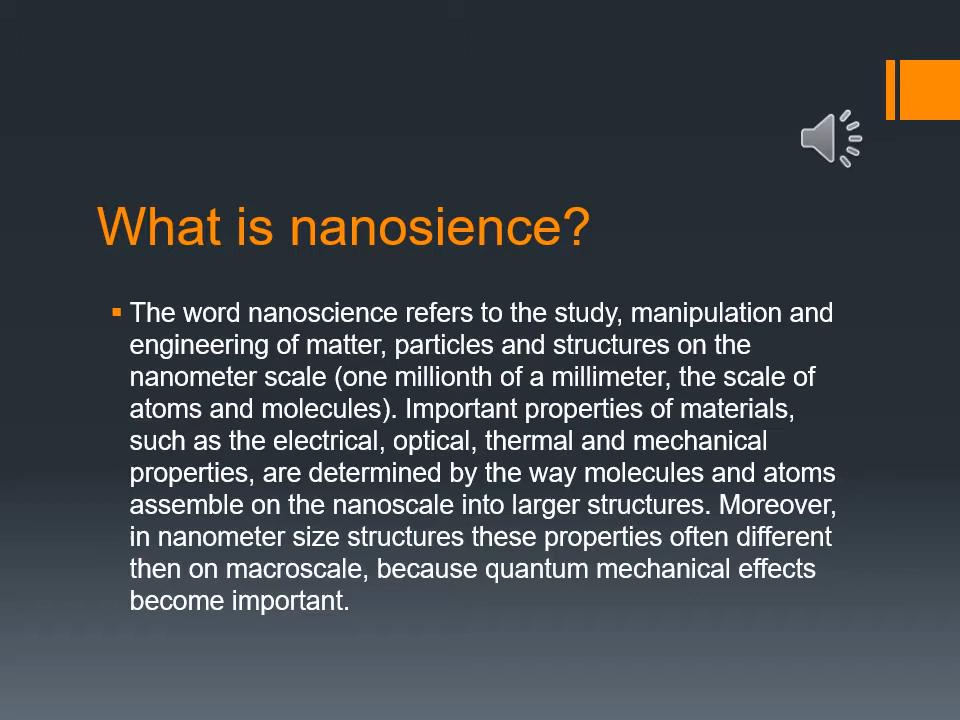 What is nanosience?
The word nanoscience refers to the study, manipulation and
engineering of matter, particles and structures on the
nanometer scale (one millionth of a millimeter, the scale of
atoms and molecules). Important properties of materials,
such as the electrical, optical, thermal and mechanical
properties, are determined by the way molecules and atoms
assemble on the nanoscale into larger structures. Moreover,
in nanometer size structures these properties often different
then on macroscale, because quantum mechanical effects
become important.